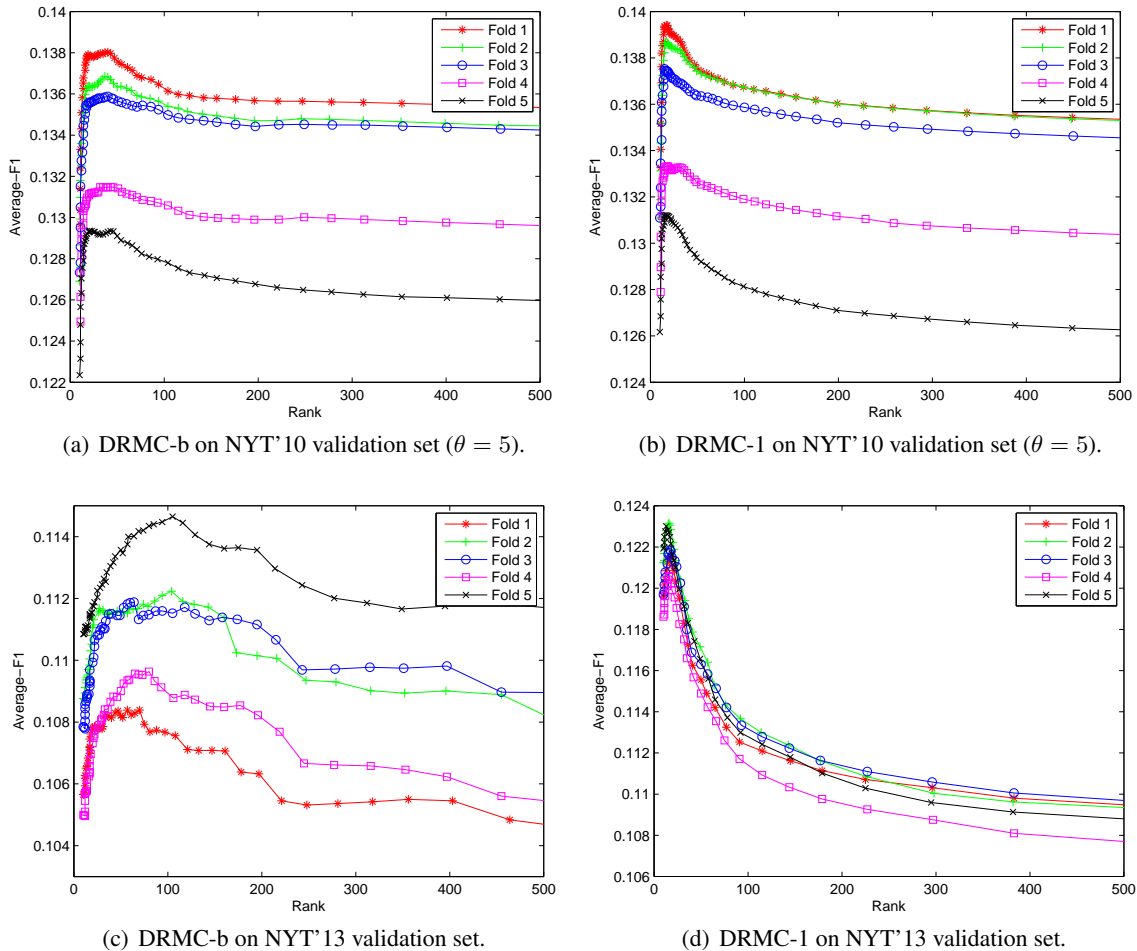 0.14
0.138
0.136
0.134
0.132
0.13
0.128
0.126
0.124
0.122
Average−F1
0
100
200
300
400
500
Rank
Fold 1
Fold 2
Fold 3
Fold 4
Fold 5
(a) DRMC-b on NYT’10 validation set (θ = 5).
0.14
0.138
0.136
0.134
0.132
0.13
0.128
0.126
0.124
Average−F1
0
100
200
300
400
500
Rank
Fold 1
Fold 2
Fold 3
Fold 4
Fold 5
(b) DRMC-1 on NYT’10 validation set (θ = 5).
0.114
0.112
0.11
0.108
0.106
0.104
Average−F1
0
100
200
300
400
500
Rank
Fold 1
Fold 2
Fold 3
Fold 4
Fold 5
(c) DRMC-b on NYT’13 validation set.
0.124
0.122
0.12
0.118
0.116
0.114
0.112
0.11
0.108
0.106
Average−F1
0
100
200
300
400
500
Rank
Fold 1
Fold 2
Fold 3
Fold 4
Fold 5
(d) DRMC-1 on NYT’13 validation set.